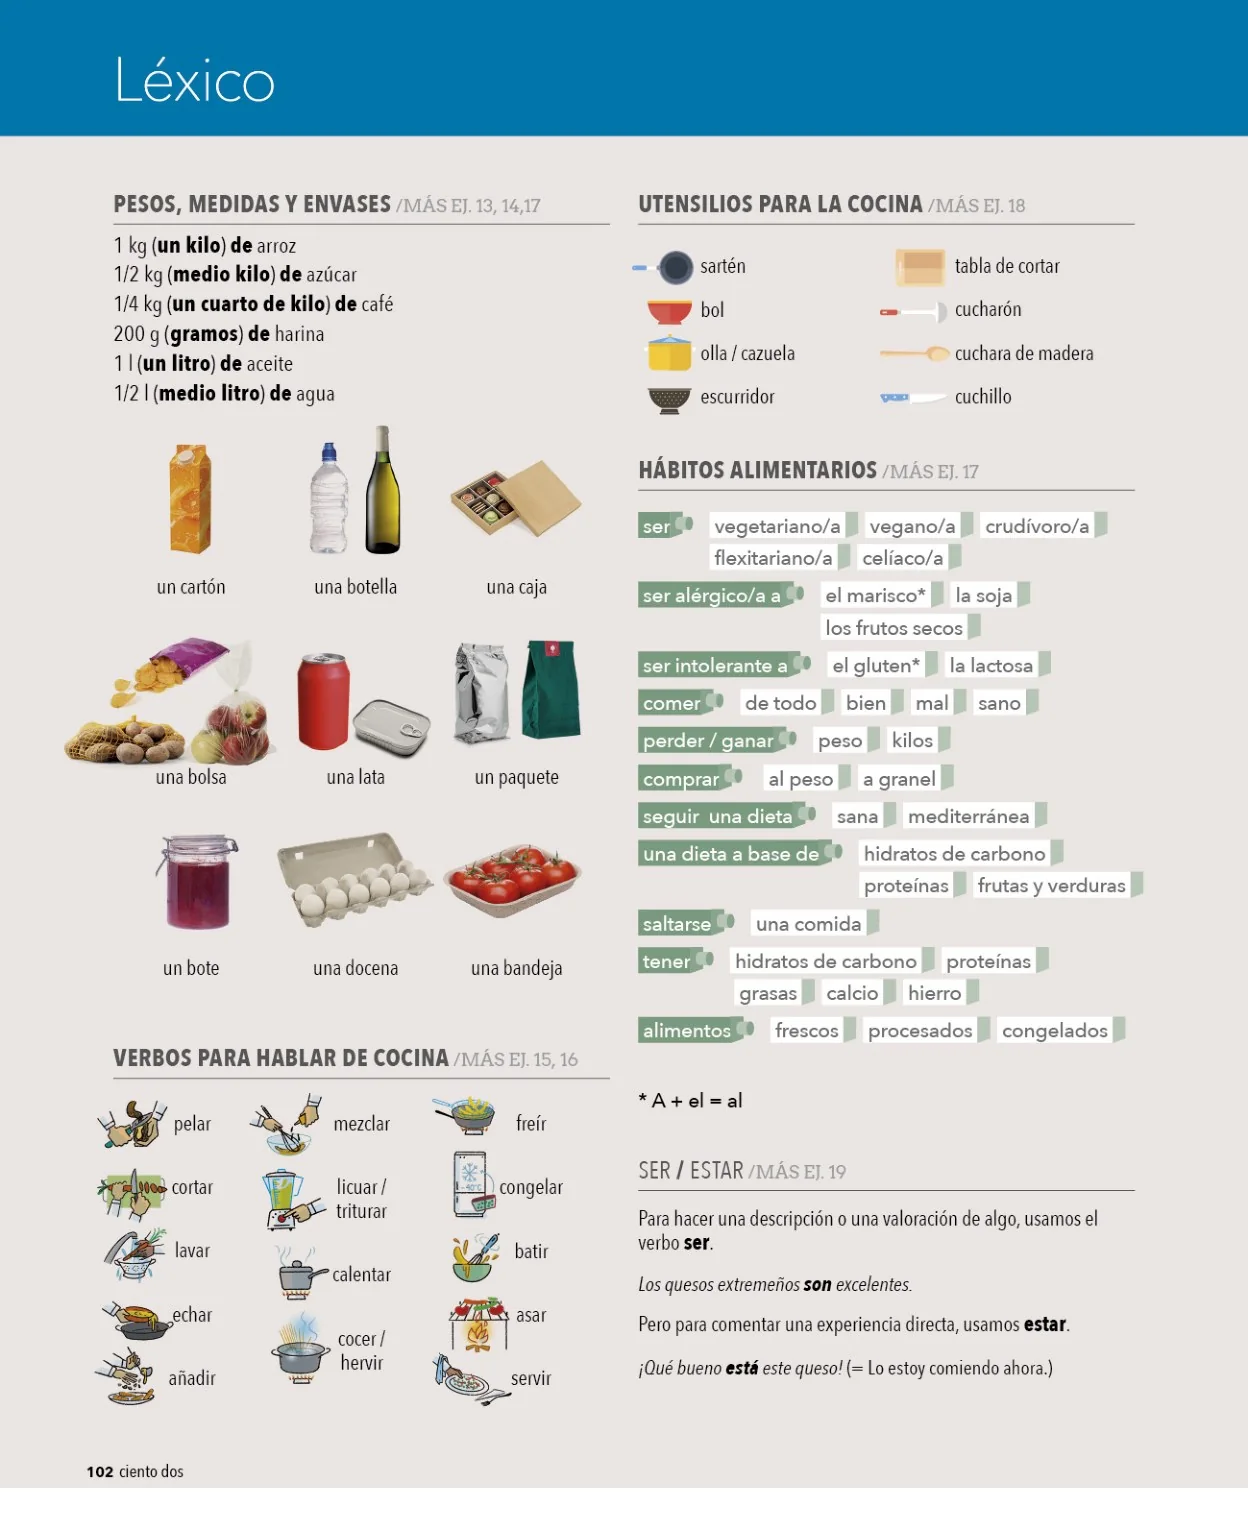 Léxico
PESOS, MEDIDAS Y ENVASES /MÁS EJ. 13, 14,17
1 kg (un kilo) de arroz
1/2 kg (medio kilo) de azúcar
1/4 kg (un cuarto de kilo) de café
200 g (gramos) de harina
1 l (un litro) de aceite
1/2 l (medio litro) de agua
un cartón
una botella
una caja
una bolsa
una lata
un paquete
un bote
una docena
una bandeja
VERBOS PARA HABLAR DE COCINA /MÁS EJ. 15, 16
pelar
mezclar
freír
cortar
licuar /
triturar
-40°C
congelar
lavar
calentar
batir
echar
cocer /
hervir
asar
añadir
servir
UTENSILIOS PARA LA COCINA /MÁS EJ. 18
sartén
tabla de cortar
bol
cucharón
olla / cazuela
cuchara de madera
escurridor
cuchillo
HÁBITOS ALIMENTARIOS /MÁS EJ. 17
ser vegetariano/a vegano/a crudívoro/a
flexitariano/a celíaco/a
ser alérgico/a a el marisco* la soja
los frutos secos
ser intolerante a el gluten* la lactosa
comer de todo bien mal sano
perder / ganar peso kilos
comprar al peso a granel
seguir una dieta sana mediterránea
una dieta a base de hidratos de carbono
proteínas frutas y verduras
saltarse una comida
tener hidratos de carbono proteínas
grasas calcio hierro
alimentos frescos procesados congelados
* A + el = al
SER / ESTAR /MÁS EJ. 19
Para hacer una descripción o una valoración de algo, usamos el
verbo ser.
Los quesos extremeños son excelentes.
Pero para comentar una experiencia directa, usamos estar.
¡Qué bueno está este queso! (= Lo estoy comiendo ahora.)
102 ciento dos